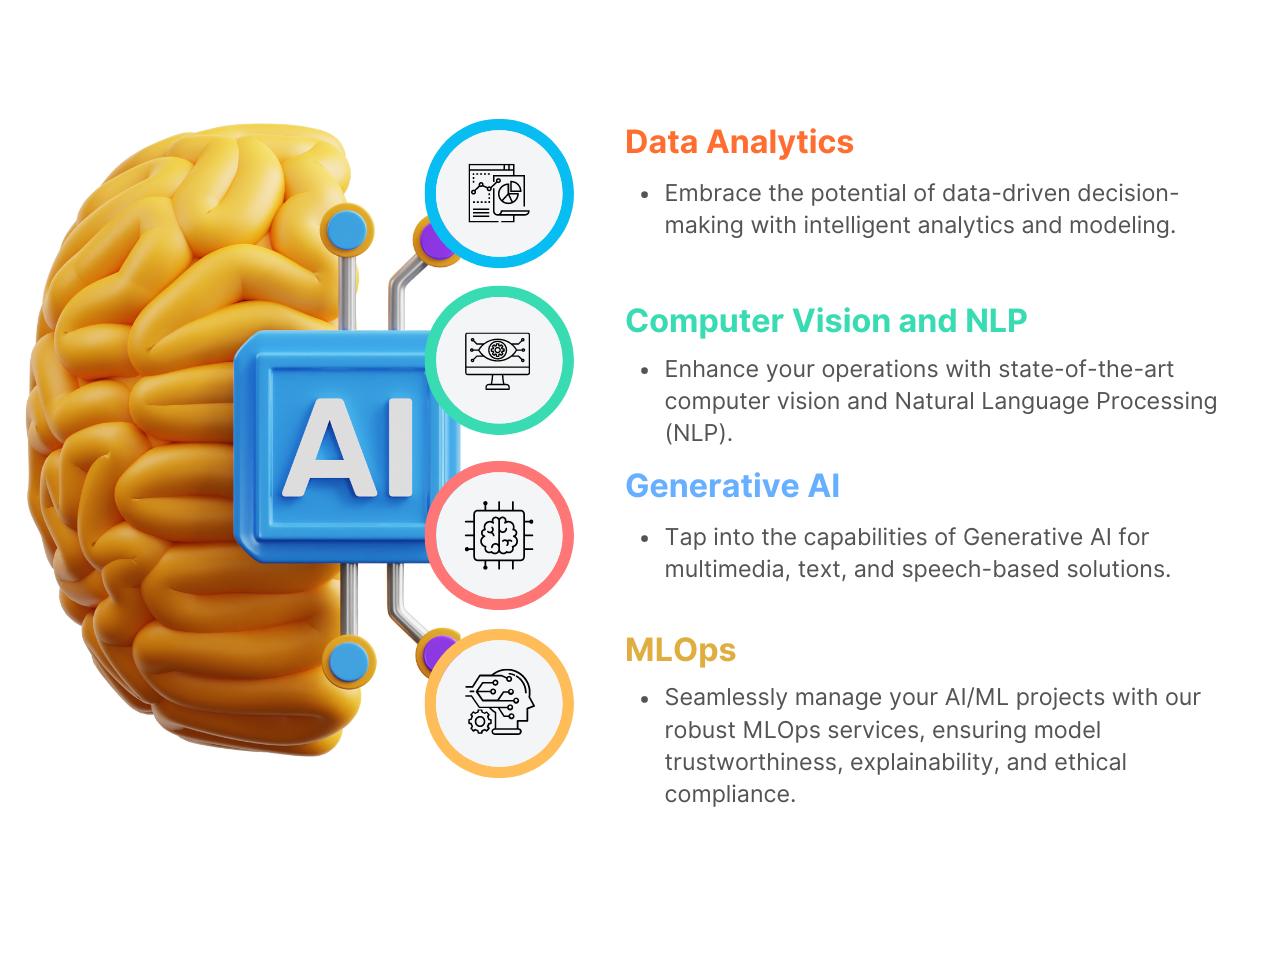 AI
Data Analytics
• Embrace the potential of data-driven decision-
making with intelligent analytics and modeling.
Computer Vision and NLP
• Enhance your operations with state-of-the-art
computer vision and Natural Language Processing
(NLP).
Generative AI
• Tap into the capabilities of Generative AI for
multimedia, text, and speech-based solutions.
MLOps
• Seamlessly manage your AI/ML projects with our
robust MLOps services, ensuring model
trustworthiness, explainability, and ethical
compliance.